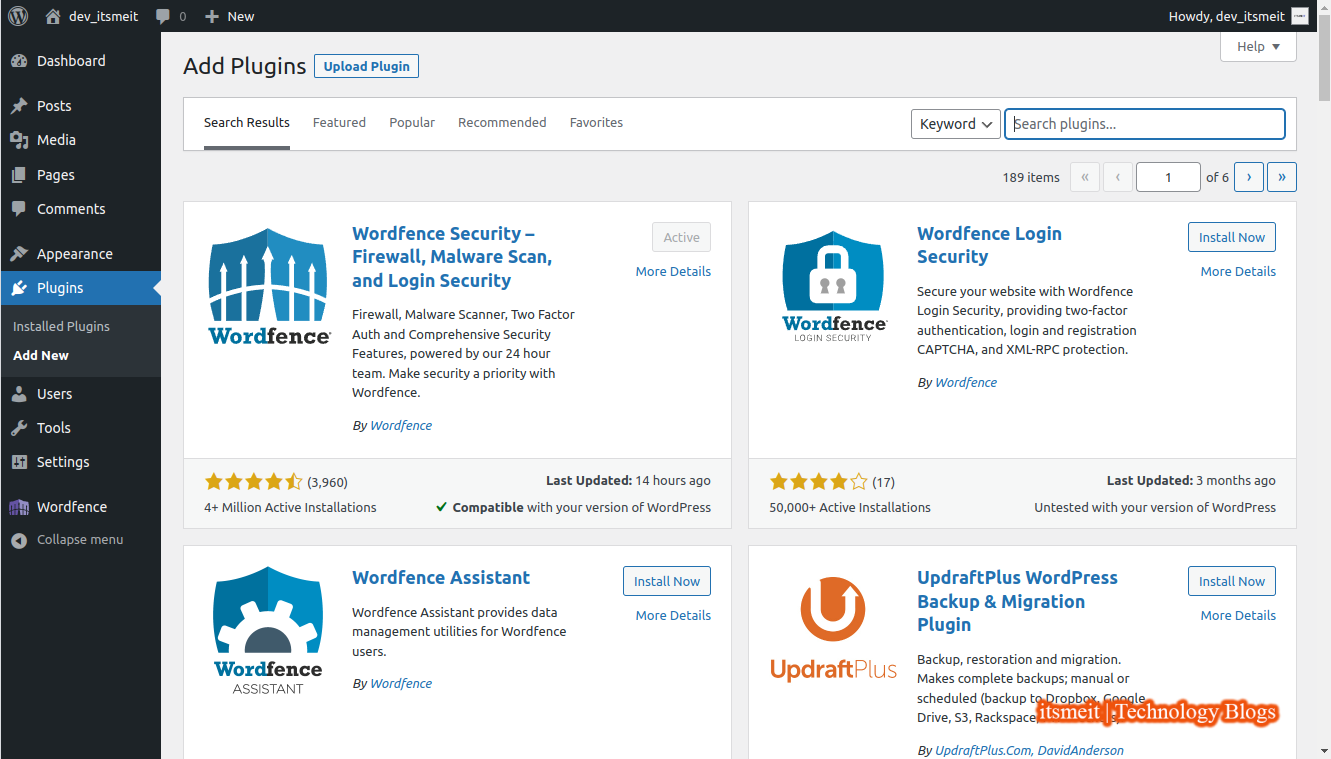 dev_itsmeit 0 New Howdy, dev_itsmeit
Dashboard
Posts
Media
Pages
Comments
Appearance
Plugins
Installed Plugins
Add New
Users
Tools
Settings
Wordfence
Collapse menu
Help
Add Plugins Upload Plugin
Search Results Featured Popular Recommended Favorites Keyword Search plugins...
189 items « ‹ 1 of 6 › »
Wordfence
Wordfence Security –
Firewall, Malware Scan,
and Login Security
Active
More Details
Firewall, Malware Scanner, Two Factor
Auth and Comprehensive Security
Features, powered by our 24 hour
team. Make security a priority with
Wordfence.
By Wordfence
(3,960)
Last Updated: 14 hours ago
4+ Million Active Installations
Compatible with your version of WordPress
Wordfence
LOGIN SECURITY
Wordfence Login
Security
Install Now
More Details
Secure your website with Wordfence
Login Security, providing two-factor
authentication, login and registration
CAPTCHA, and XML-RPC protection.
By Wordfence
(17)
Last Updated: 3 months ago
50,000+ Active Installations
Untested with your version of WordPress
Wordfence
ASSISTANT
Wordfence Assistant
Install Now
More Details
Wordfence Assistant provides data
management utilities for Wordfence
users.
By Wordfence
UpdraftPlus
UpdraftPlus WordPress
Backup & Migration
Plugin
Install Now
More Details
Backup, restoration and migration.
Makes complete backups; manual or
scheduled (backup to Dropbox, Google
Drive, S3, Rackspace,
By UpdraftPlus.Com, DavidAnderson
itsmeit | Technology Blogs